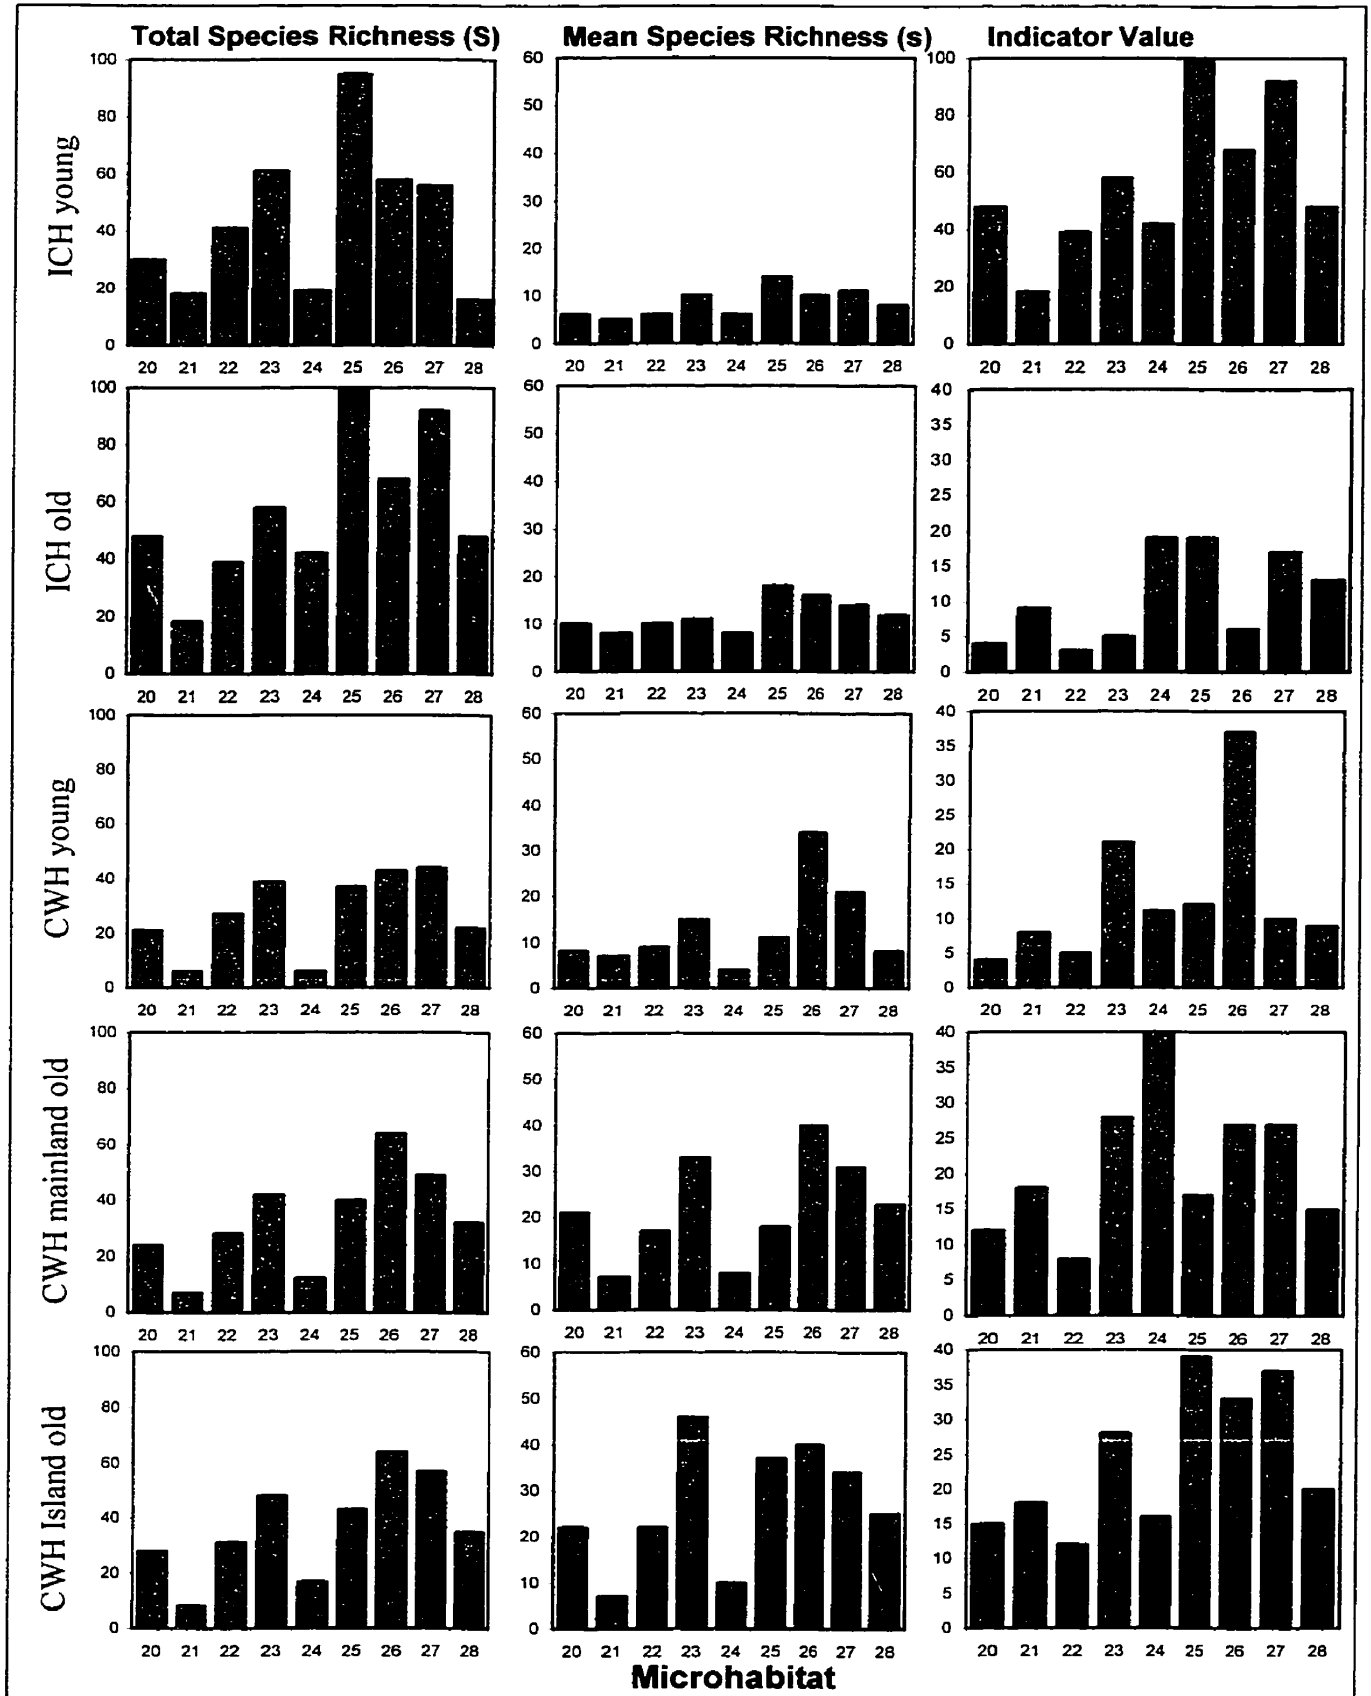 Total Species Richness (S) Mean Species Richness (s) Indicator Value
ICH young
100 80 60 40 20 0
20 21 22 23 24 25 26 27 28
60 50 40 30 20 10 0
20 21 22 23 24 25 26 27 28
100 80 60 40 20 0
20 21 22 23 24 25 26 27 28
ICH old
100 80 60 40 20 0
20 21 22 23 24 25 26 27 28
60 50 40 30 20 10 0
20 21 22 23 24 25 26 27 28
40 35 30 25 20 15 10 5 0
20 21 22 23 24 25 26 27 28
CWH young
100 80 60 40 20 0
20 21 22 23 24 25 26 27 28
60 50 40 30 20 10 0
20 21 22 23 24 25 26 27 28
40 35 30 25 20 15 10 5 0
20 21 22 23 24 25 26 27 28
CWH mainland old
100 80 60 40 20 0
20 21 22 23 24 25 26 27 28
60 50 40 30 20 10 0
20 21 22 23 24 25 26 27 28
40 35 30 25 20 15 10 5 0
20 21 22 23 24 25 26 27 28
CWH Island old
100 80 60 40 20 0
20 21 22 23 24 25 26 27 28
60 50 40 30 20 10 0
20 21 22 23 24 25 26 27 28
40 35 30 25 20 15 10 5 0
20 21 22 23 24 25 26 27 28
Microhabitat